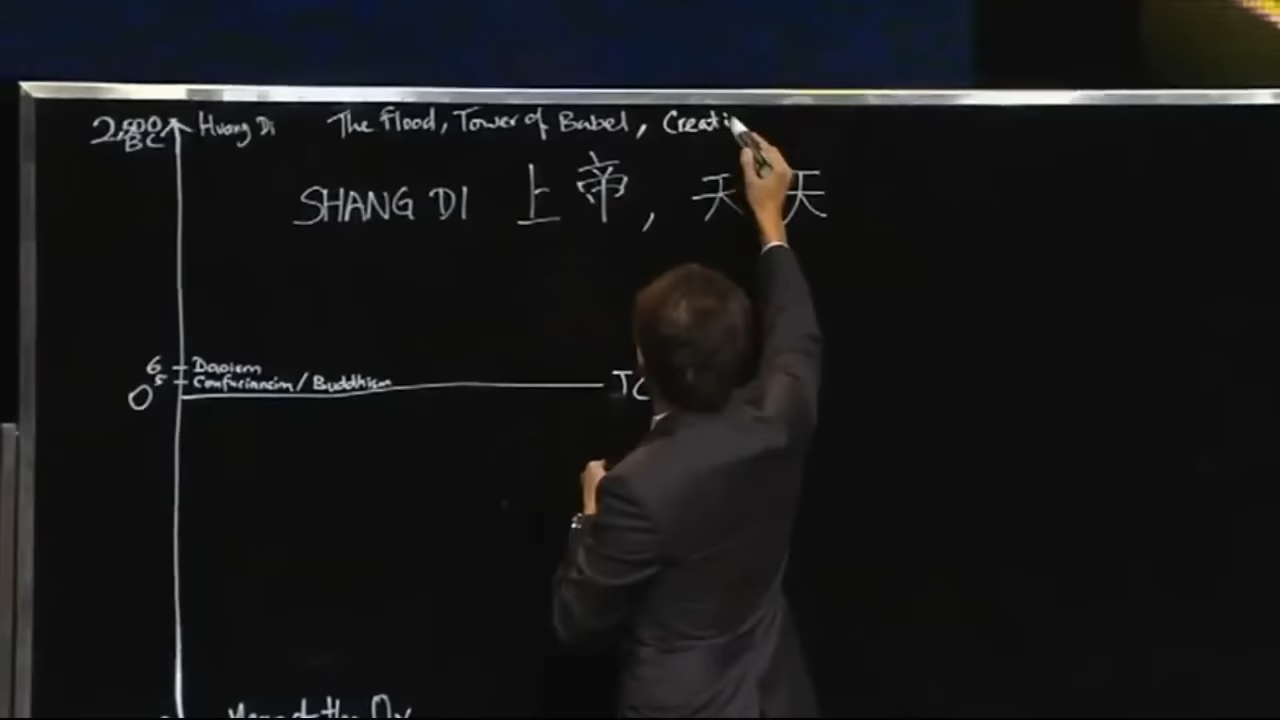 2,500 BC Huang Di The Flood, Tower of Babel, Creati
SHANG DI 上帝, 天 天
6 Daoism
5 Confucianism / Buddhism
0